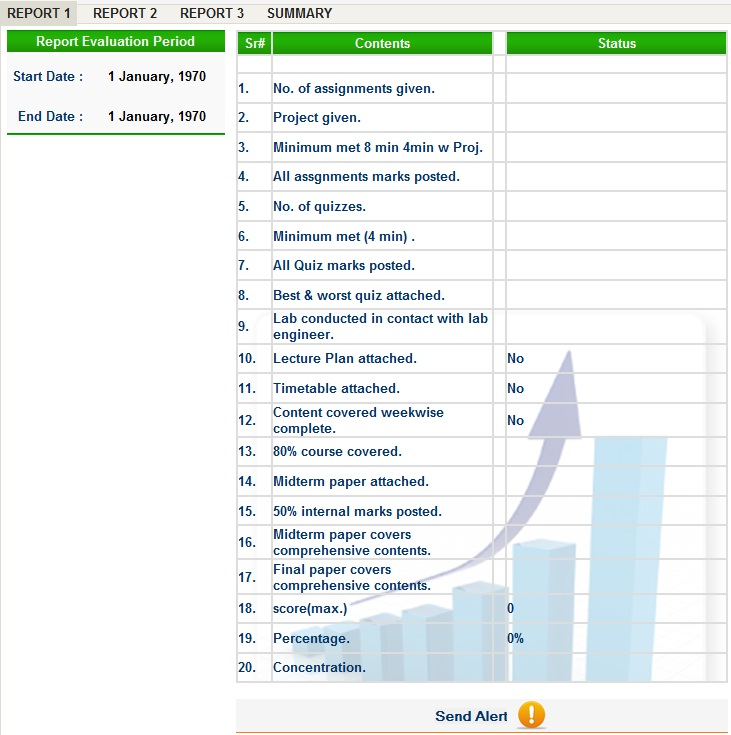 REPORT 1 REPORT 2 REPORT 3 SUMMARY
Report Evaluation Period
Start Date : 1 January, 1970
End Date : 1 January, 1970
Sr# Contents Status
1. No. of assignments given.
2. Project given.
3. Minimum met 8 min 4min w Proj.
4. All assgnments marks posted.
5. No. of quizzes.
6. Minimum met (4 min) .
7. All Quiz marks posted.
8. Best & worst quiz attached.
9. Lab conducted in contact with lab
engineer.
10. Lecture Plan attached. No
11. Timetable attached. No
12. Content covered weekwise
complete. No
13. 80% course covered.
14. Midterm paper attached.
15. 50% internal marks posted.
16. Midterm paper covers
comprehensive contents.
17. Final paper covers
comprehensive contents.
18. score(max.) 0
19. Percentage. 0%
20. Concentration.
Send Alert